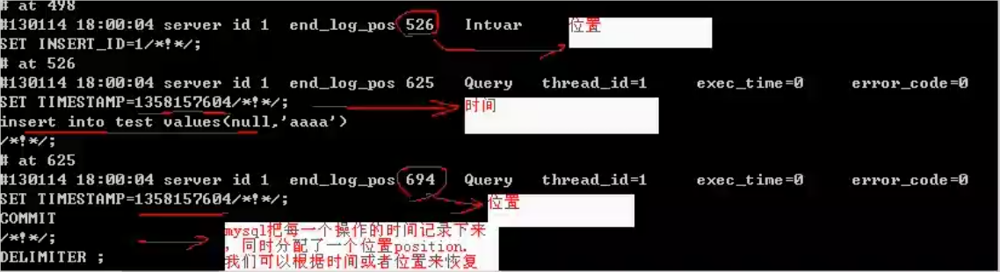 # at 498
#130114 18:00:04 server id 1  end_log_pos 526   Intvar
位置
SET INSERT_ID=1/*!*/;
# at 526
#130114 18:00:04 server id 1  end_log_pos 625   Query   thread_id=1     exec_time=0     error_code=0
SET TIMESTAMP=1358157604/*!*/;
时间
insert into test values(null,'aaaa')
/*!*/;
# at 625
#130114 18:00:04 server id 1  end_log_pos 694   Query   thread_id=1     exec_time=0     error_code=0
SET TIMESTAMP=1358157604/*!*/;
位置
COMMIT
/*!*/;
DELIMITER ;
mysql把每一个操作的时间记录下来
，同时分配了一个位置position.
我们可以根据时间或者位置来恢复